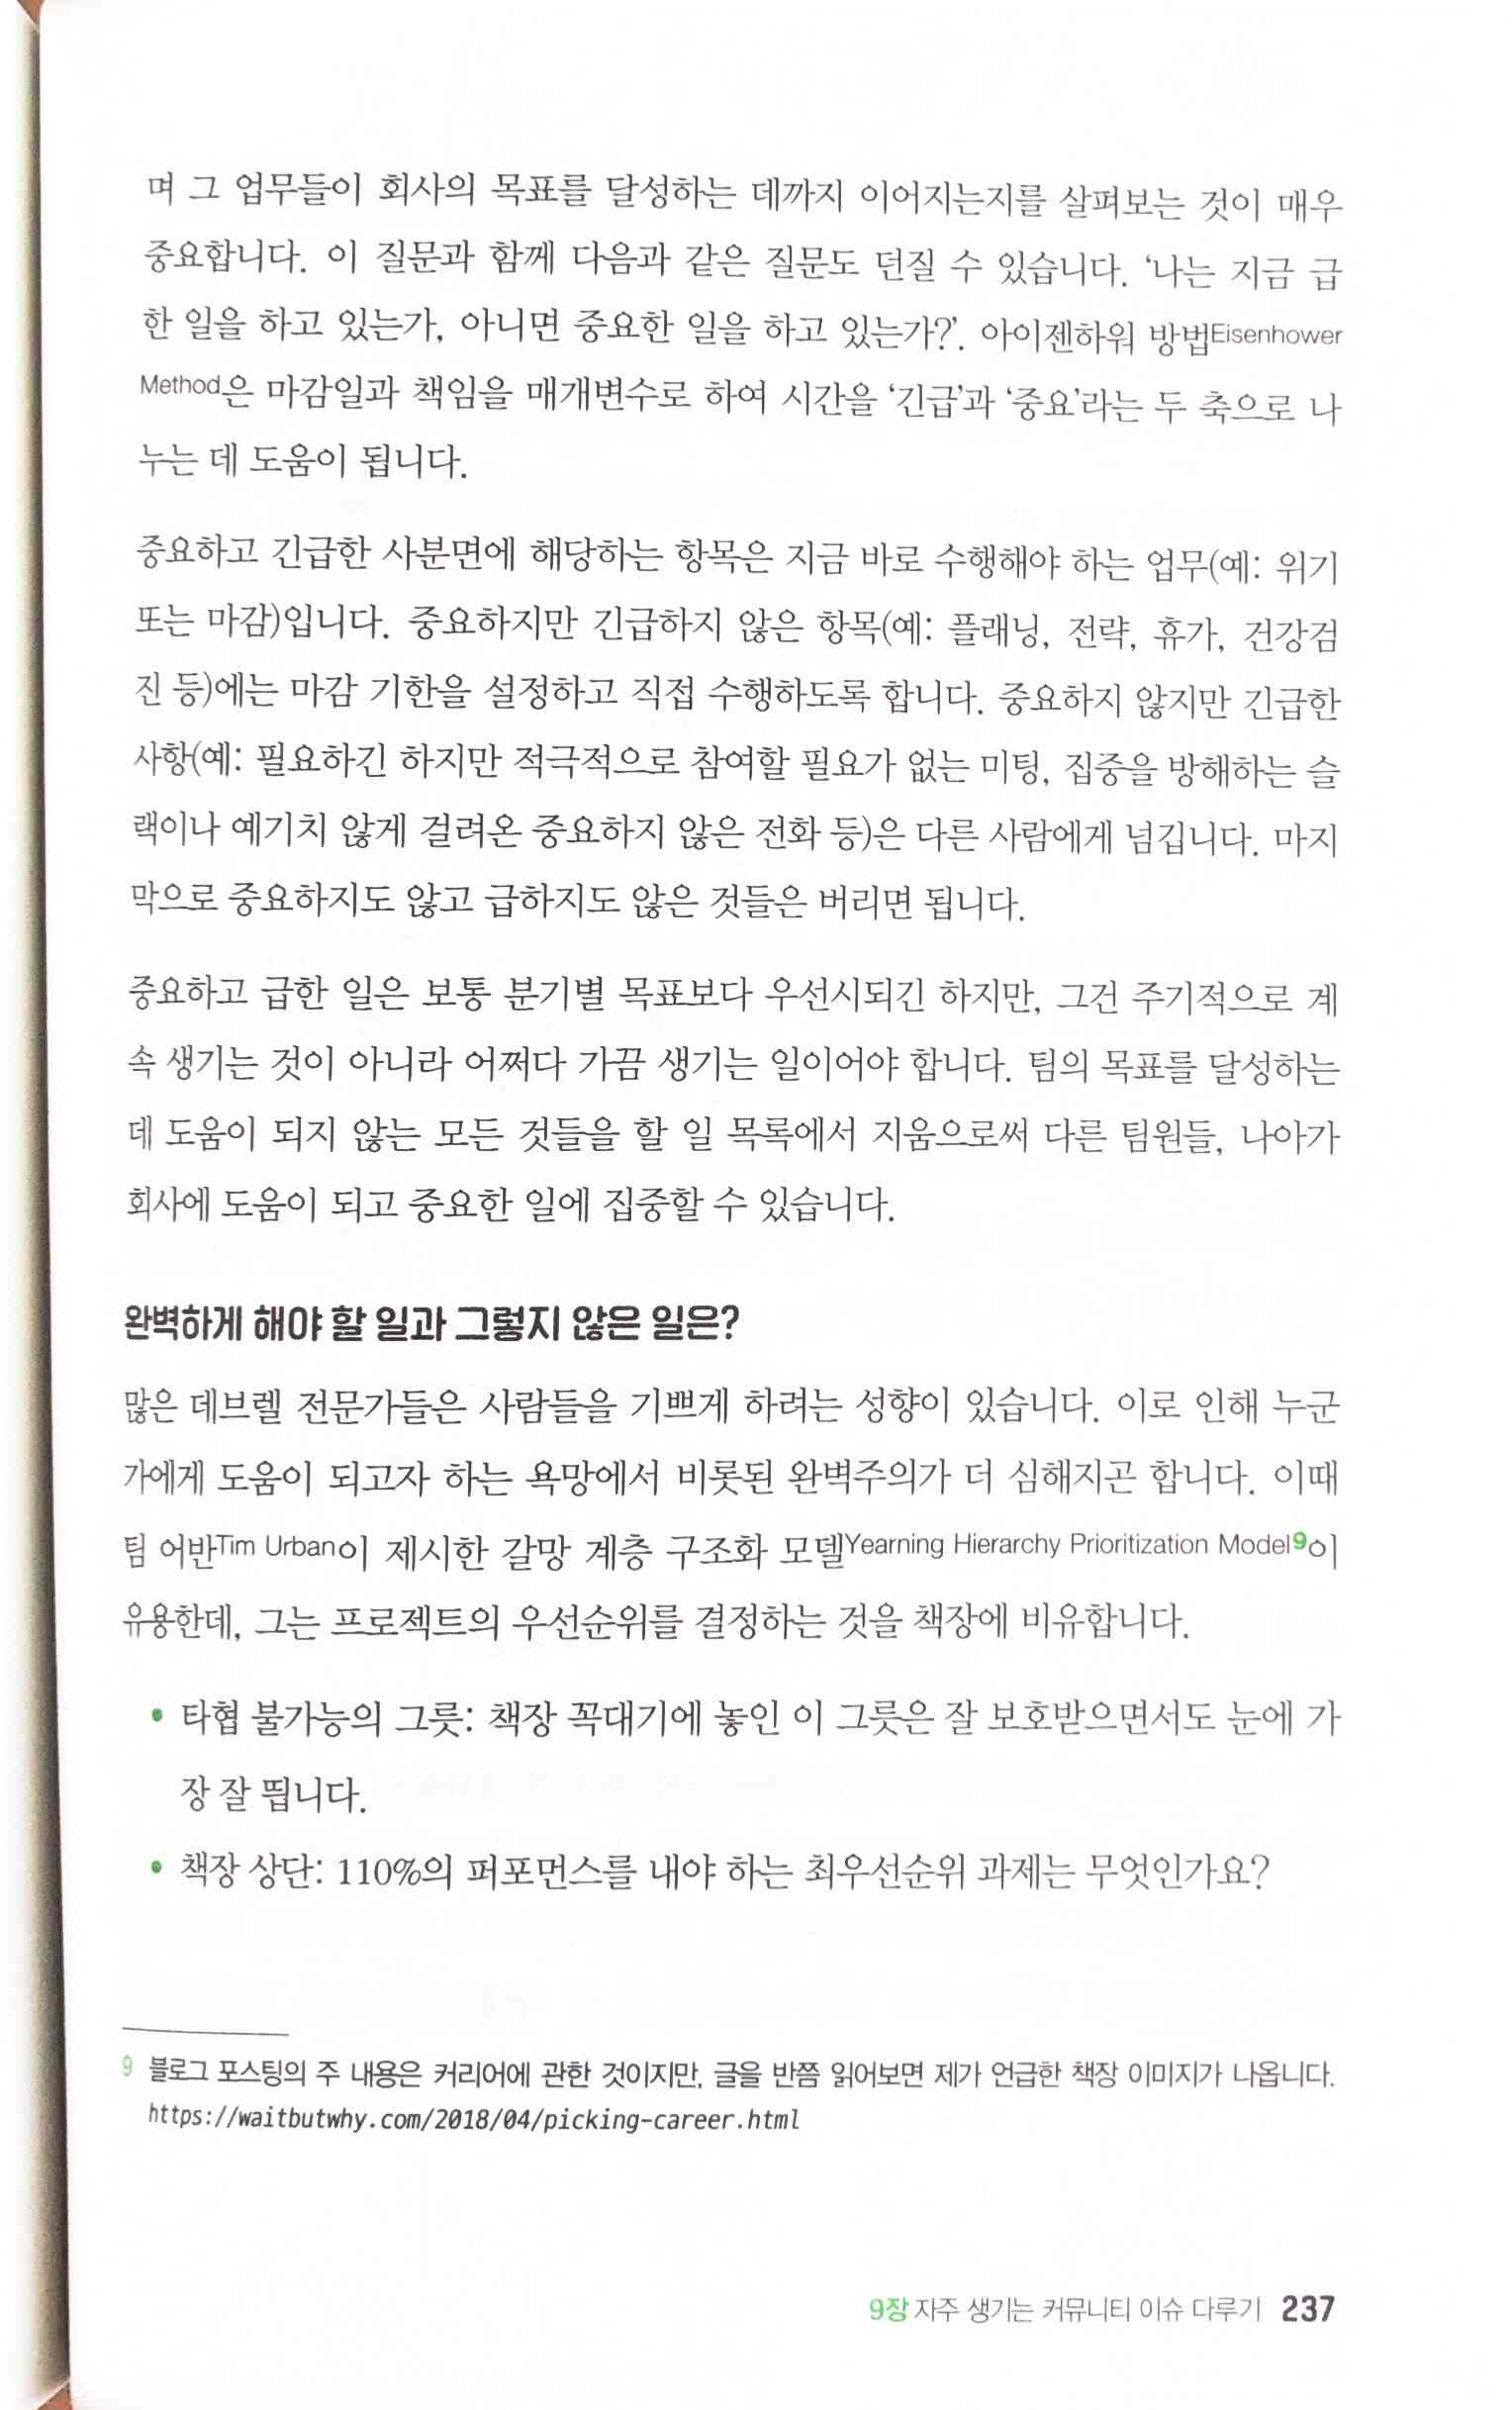 며 그 업무들이 회사의 목표를 달성하는 데까지 이어지는지를 살펴보는 것이 매우
중요합니다. 이 질문과 함께 다음과 같은 질문도 던질 수 있습니다. ‘나는 지금 급
한 일을 하고 있는가, 아니면 중요한 일을 하고 있는가?’. 아이젠하워 방법Eisenhower
Method은 마감일과 책임을 매개변수로 하여 시간을 ‘긴급’과 ‘중요’라는 두 축으로 나
누는 데 도움이 됩니다.
중요하고 긴급한 사분면에 해당하는 항목은 지금 바로 수행해야 하는 업무(예: 위기
또는 마감)입니다. 중요하지만 긴급하지 않은 항목(예: 플래닝, 전략, 휴가, 건강검
진 등)에는 마감 기한을 설정하고 직접 수행하도록 합니다. 중요하지 않지만 긴급한
사항(예: 필요하긴 하지만 적극적으로 참여할 필요가 없는 미팅, 집중을 방해하는 슬
랙이나 예기치 않게 걸려온 중요하지 않은 전화 등)은 다른 사람에게 넘깁니다. 마지
막으로 중요하지도 않고 급하지도 않은 것들은 버리면 됩니다.
중요하고 급한 일은 보통 분기별 목표보다 우선시되긴 하지만, 그건 주기적으로 계
속 생기는 것이 아니라 어쩌다 가끔 생기는 일이어야 합니다. 팀의 목표를 달성하는
데 도움이 되지 않는 모든 것들을 할 일 목록에서 지움으로써 다른 팀원들, 나아가
회사에 도움이 되고 중요한 일에 집중할 수 있습니다.
완벽하게 해야 할 일과 그렇지 않은 일은?
많은 데브렐 전문가들은 사람들을 기쁘게 하려는 성향이 있습니다. 이로 인해 누군
가에게 도움이 되고자 하는 욕망에서 비롯된 완벽주의가 더 심해지곤 합니다. 이때
팀 어반Tim Urban이 제시한 갈망 계층 구조화 모델Yearning Hierarchy Prioritization Model9이
유용한데, 그는 프로젝트의 우선순위를 결정하는 것을 책장에 비유합니다.
• 타협 불가능의 그릇: 책장 꼭대기에 놓인 이 그릇은 잘 보호받으면서도 눈에 가
장 잘 띕니다.
• 책장 상단: 110%의 퍼포먼스를 내야 하는 최우선순위 과제는 무엇인가요?
9 블로그 포스팅의 주 내용은 커리어에 관한 것이지만, 글을 반쯤 읽어보면 제가 언급한 책장 이미지가 나옵니다.
https://waitbutwhy.com/2018/04/picking-career.html
9장 자주 생기는 커뮤니티 이슈 다루기 237